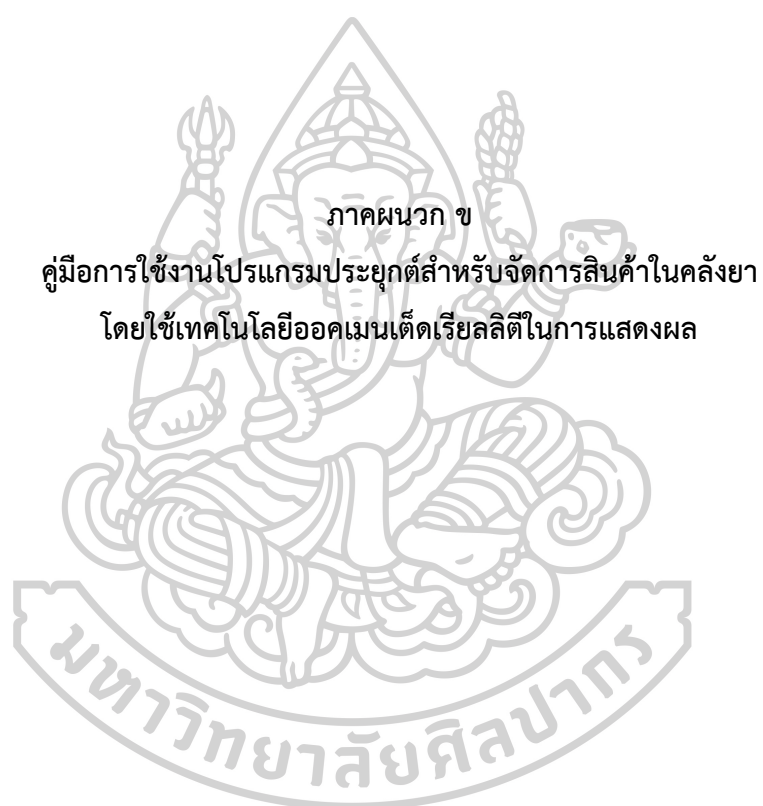 ภาคผนวก ข
คู่มือการใช้งานโปรแกรมประยุกต์สำหรับจัดการสินค้าในคลังยา
โดยใช้เทคโนโลยีออคเมนเต็ดเรียลลิตีในการแสดงผล
มหาวิทยาลัยศิลปากร